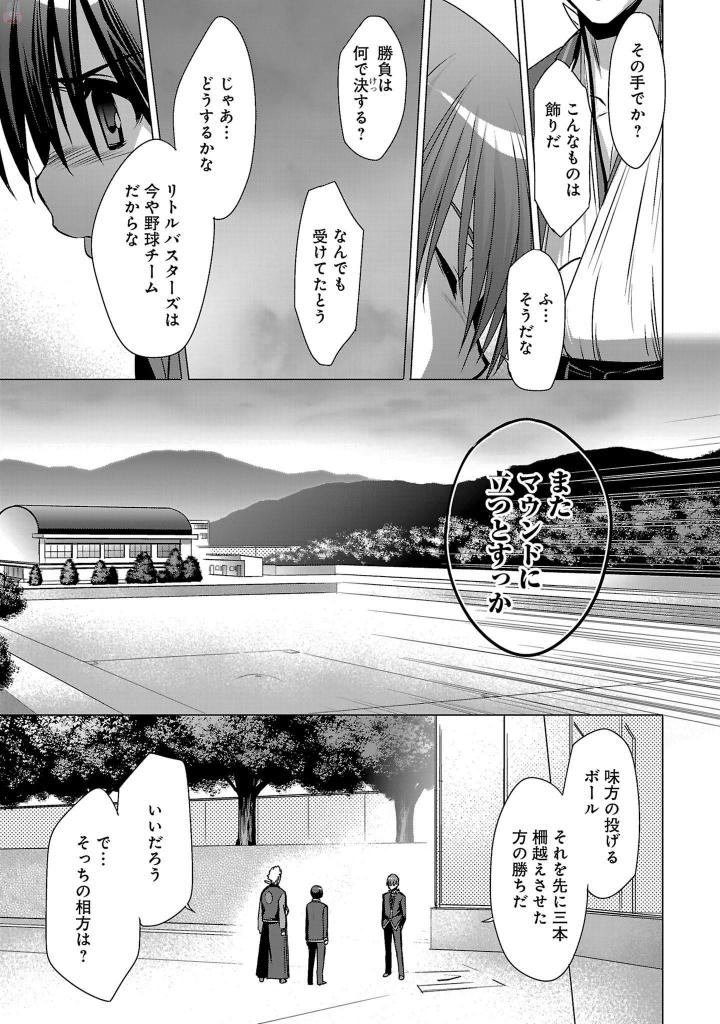 その手でか？
こんなものは
飾りだ
ふ…
そうだな
勝負は
何で決する？
けっ
なんでも
受けてたとう
じゃあ…
どうするかな
リトルバスターズは
今や野球チーム
だからな
また
マウンドに
立つとすっか
味方の投げる
ボール
それを先に三本
柵越えさせた
方の勝ちだ
いいだろう
で…
そっちの相方は？